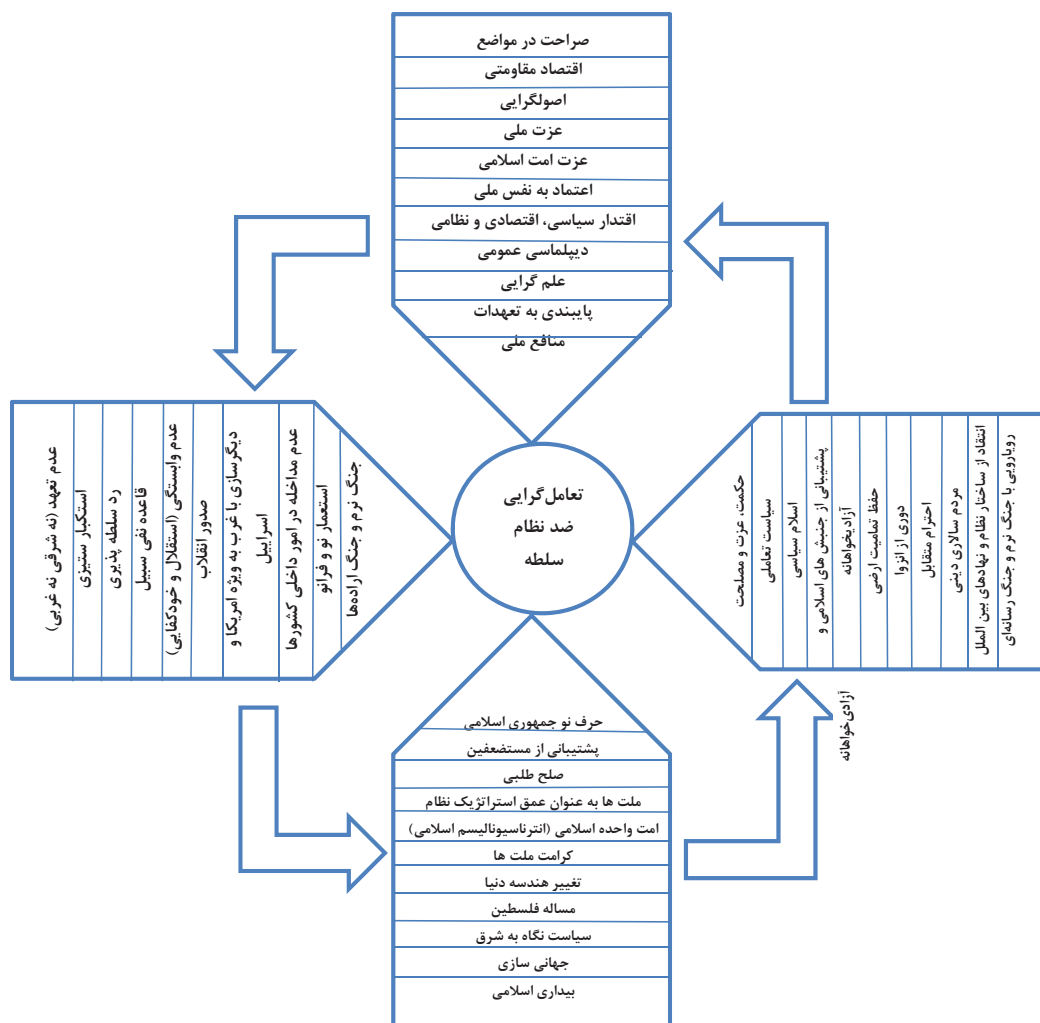 صراحت در مواضع
اقتصاد مقاومتی
اصولگرایی
عزت ملی
عزت امت اسلامی
اعتماد به نفس ملی
اقتدار سیاسی، اقتصادی و نظامی
دیپلماسی عمومی
علم گرایی
پایبندی به تعهدات
منافع ملی
رویارویی با جنگ نرم و جنگ رسانه‌ای
انتقاد از ساختار نظام و نهادهای بین الملل
مردم سالاری دینی
احترام متقابل
دوری از انزوا
حفظ تمامیت ارضی
آزادیخواهانه
پشتیبانی از جنبش های اسلامی و
اسلام سیاسی
سیاست تعاملی
حکمت، عزت و مصلحت
آزادی‌خواهانه
تعامل‌گرایی
ضد نظام
سلطه
جنگ نرم و جنگ اراده‌ها
استعمار نو و فرانو
عدم مداخله در امور داخلی کشورها
اسراییل
دیگرسازی با غرب به ویژه امریکا و
صدور انقلاب
عدم وابستگی (استقلال و خودکفایی)
قاعده نفی سبیل
رد سلطه پذیری
استکبار ستیزی
عدم تعهد (نه شرقی نه غربی)
حرف نو جمهوری اسلامی
پشتیبانی از مستضعفین
صلح طلبی
ملت ها به عنوان عمق استراتژیک نظام
امت واحده اسلامی (انترناسیونالیسم اسلامی)
کرامت ملت ها
تغییر هندسه دنیا
مساله فلسطین
سیاست نگاه به شرق
جهانی سازی
بیداری اسلامی